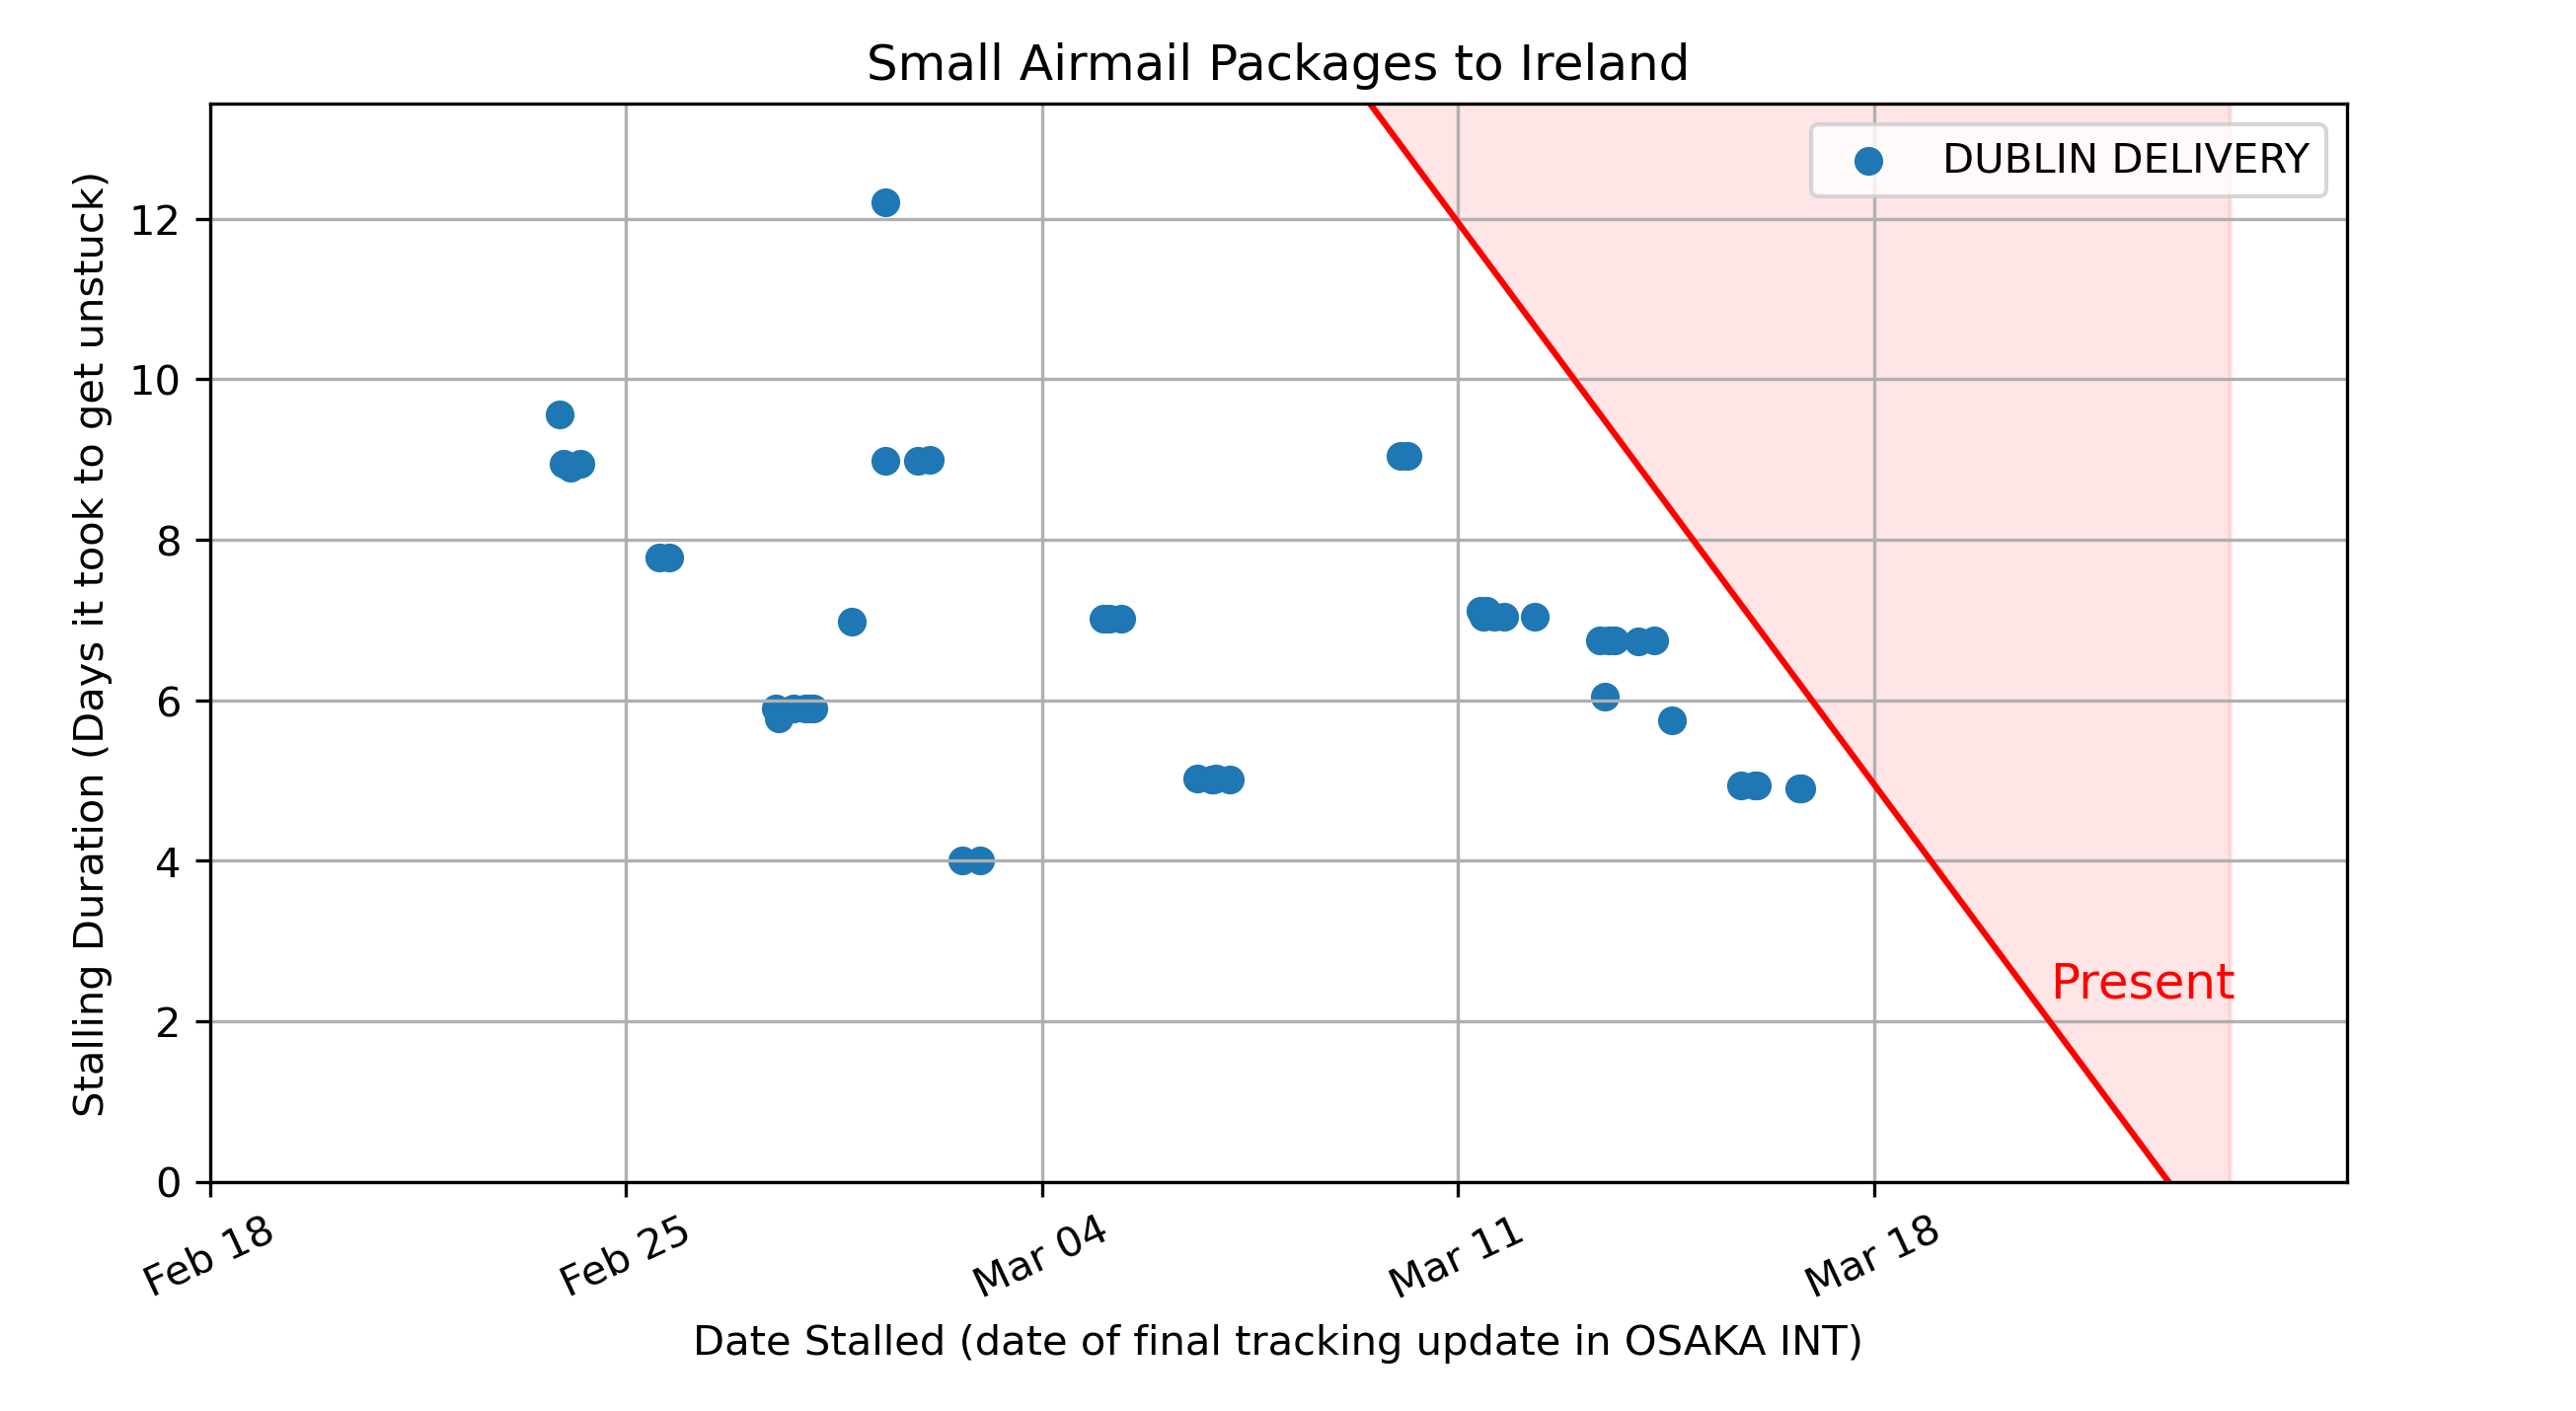 Small Airmail Packages to Ireland
DUBLIN DELIVERY
Stalling Duration (Days it took to get unstuck)
12
10
8
6
4
2
0
Present
Feb 18
Feb 25
Mar 04
Mar 11
Mar 18
Date Stalled (date of final tracking update in OSAKA INT)